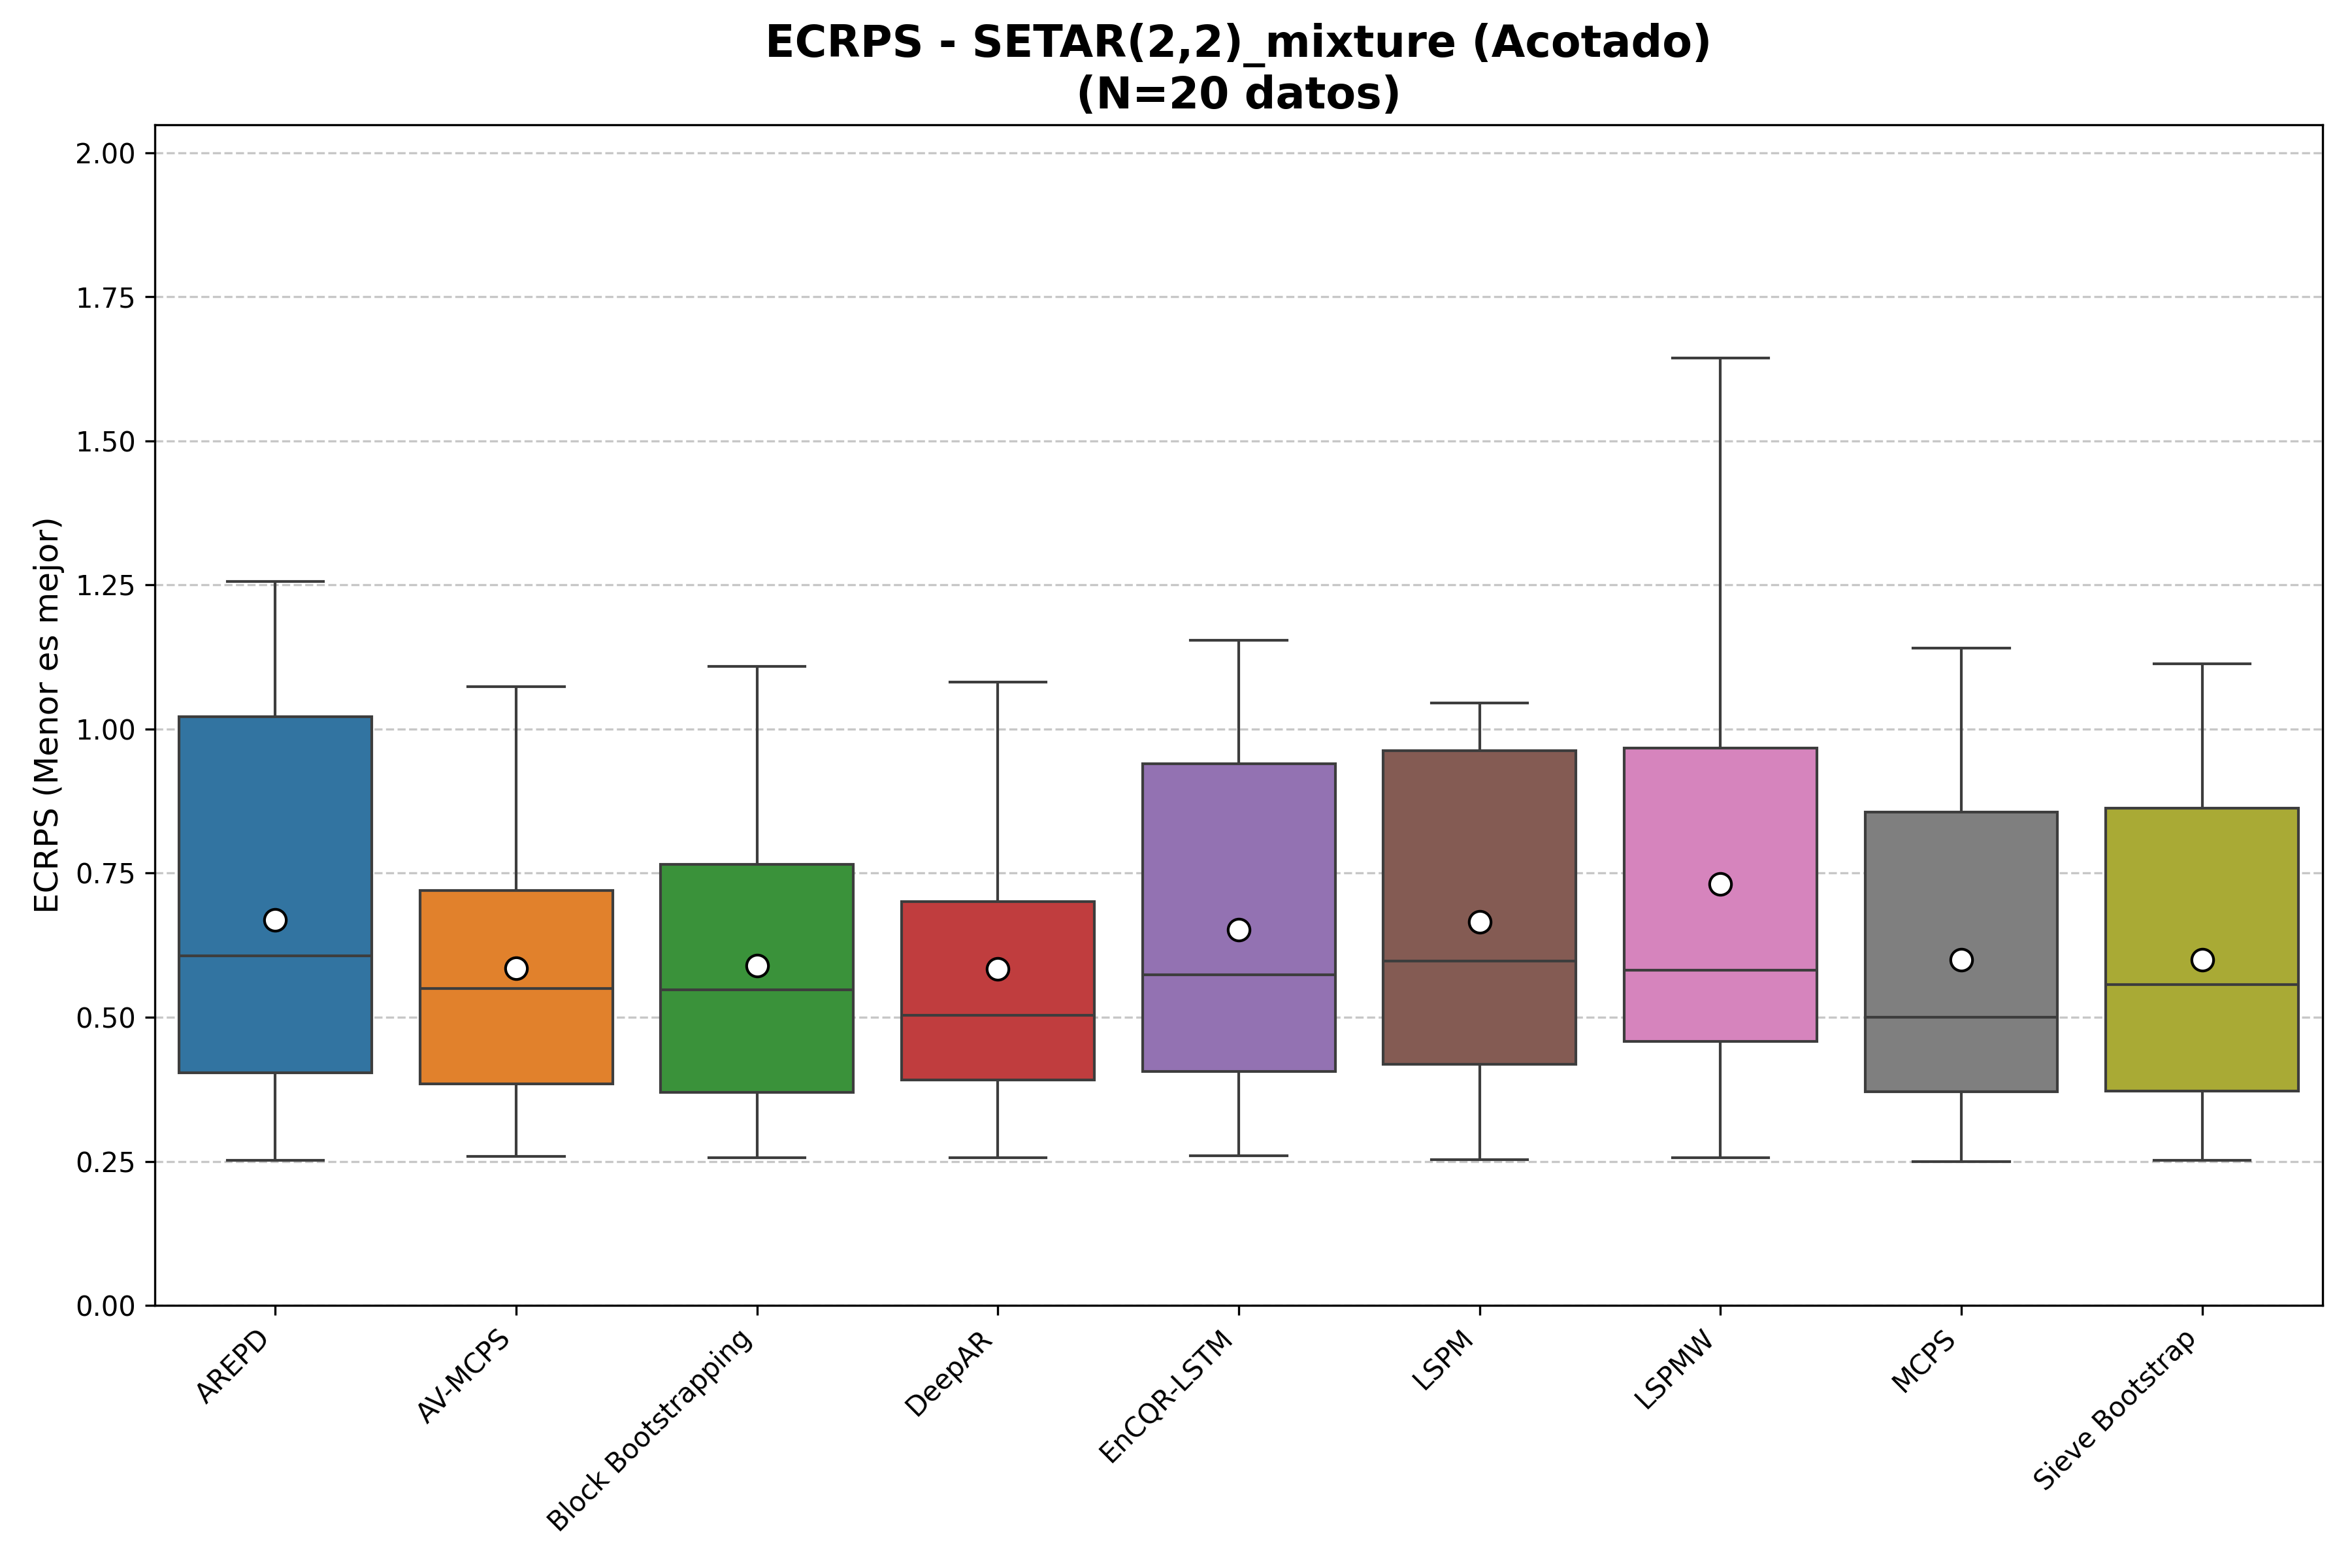 ECRPS - SETAR(2,2)_mixture (Acotado)
(N=20 datos)
ECRPS (Menor es mejor)
2.00
1.75
1.50
1.25
1.00
0.75
0.50
0.25
0.00
AREPD
AV-MCPS
Block Bootstrapping
DeepAR
EnCQR-LSTM
LSPM
LSPMW
MCPS
Sieve Bootstrap